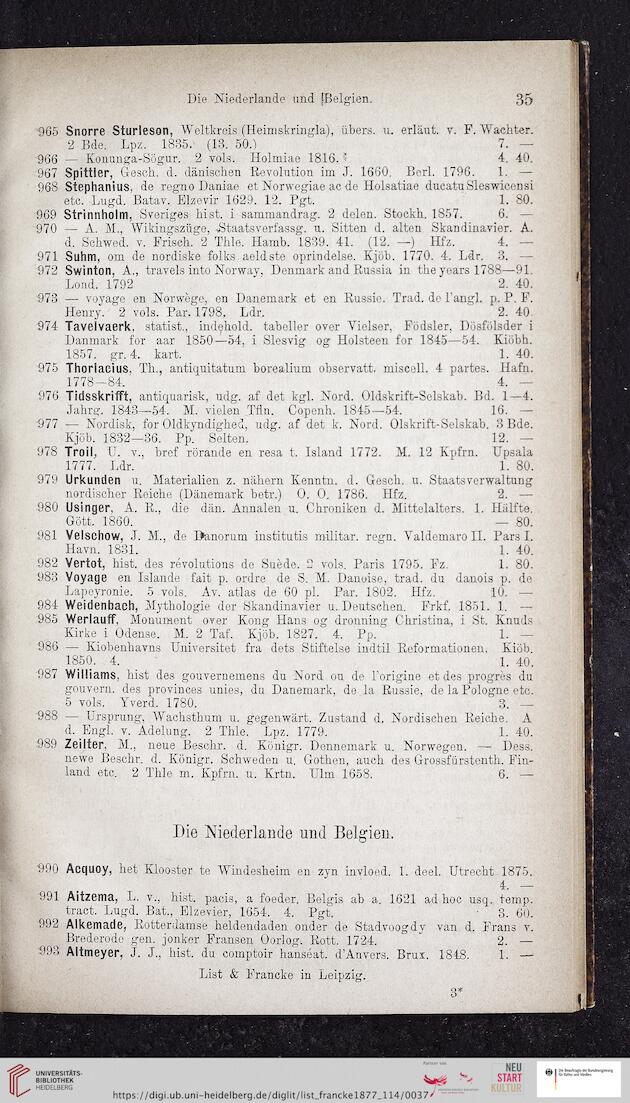 Die Niederlande und Belgien. 35
965 Snorre Sturleson, Weltkreis (Heimskringla), übers. u. erläut. v. F. Wachter.
2 Bde. Lpz. 1835. (13. 50.) 7. —
966 — Konunga-Sögur. 2 vols. Holmiae 1816. 4. 40.
967 Spittler, Gesch. d. dänischen Revolution im J. 1660. Berl. 1796. 1. —
968 Stephanius, de regno Daniae et Norwegiae ac de Holsatiae ducatu Sleswicensi
etc. Lugd. Batav. Elzevir 1629. 12. Pgt. 1. 80.
969 Strinnholm, Sveriges hist. i sammandrag. 2 delen. Stockh. 1857. 6. —
970 — A. M., Wikingszüge, Staatsverfassg. u. Sitten d. alten Skandinavier. A.
d. Schwed. v. Frisch. 2 Thle. Hamb. 1839. 41. (12. —) Hfz. 4. —
971 Suhm, om de nordiske folks aeldste oprindelse. Kjöb. 1770. 4. Ldr. 3. —
972 Swinton, A., travels into Norway, Denmark and Russia in the years 1788—91.
Lond. 1792 2. 40.
973 — voyage en Norwège, en Danemark et en Russie. Trad. de l'angl. p. P. F.
Henry. 2 vols. Par. 1798. Ldr. 2. 40.
974 Tavelvaerk, statist., indehold. tabeller over Vielser, Födsler, Dösfölsder i
Danmark for aar 1850—54, i Slesvig og Holsteen for 1845—54. Kiöbh.
1857. gr. 4. kart. 1. 40.
975 Thorlacius, Th., antiquitatum borealium observatt. miscell. 4 partes. Hafn.
1778—84. 4. —
976 Tidsskrifft, antiquarisk, udg. af det kgl. Nord. Oldskrift-Selskab. Bd. 1—4.
Jahrg. 1843—54. M. vielen Tfln. Copenh. 1845—54. 16. —
977 — Nordisk, for Oldkyndighed, udg. af det k. Nord. Olskrift-Selskab. 3 Bde.
Kjöb. 1832—36. Pp. Selten. 12. —
978 Troil, U. v., bref rörande en resa t. Island 1772. M. 12 Kpfrn. Upsala
1777. Ldr. 1. 80.
979 Urkunden u. Materialien z. nähern Kenntn. d. Gesch. u. Staatsverwaltung
nordischer Reiche (Dänemark betr.) O. O. 1786. Hfz. 2. —
980 Usinger, A. R., die dän. Annalen u. Chroniken d. Mittelalters. 1. Hälfte.
Gött. 1860. — 80.
981 Velschow, J. M., de Danorum institutis militar. regn. Valdemaro II. Pars I.
Havn. 1831. 1. 40.
982 Vertot, hist. des révolutions de Suède. 2 vols. Paris 1795. Fz. 1. 80.
983 Voyage en Islande fait p. ordre de S. M. Danoise, trad. du danois p. de
Lapeyronie. 5 vols. Av. atlas de 60 pl. Par. 1802. Hfz. 10. —
984 Weidenbach, Mythologie der Skandinavier u. Deutschen. Frkf. 1851. 1. —
985 Werlauff, Monument over Kong Hans og dronning Christina, i St. Knuds
Kirke i Odense. M. 2 Taf. Kjöb. 1827. 4. Pp. 1. —
986 — Kiobenhavns Universitet fra dets Stiftelse indtil Reformationen. Kiöb.
1850. 4. 1. 40.
987 Williams, hist des gouvernemens du Nord ou de l'origine et des progrès du
gouvern. des provinces unies, du Danemark, de la Russie, de la Pologne etc.
5 vols. Yverd. 1780. 3. —
988 — Ursprung, Wachsthum u. gegenwärt. Zustand d. Nordischen Reiche. A
d. Engl. v. Adelung. 2 Thle. Lpz. 1779. 1. 40.
989 Zeilter, M., neue Beschr. d. Königr. Dennemark u. Norwegen. — Dess.
newe Beschr. d. Königr. Schweden u. Gothen, auch des Grossfürstenth. Fin-
land etc. 2 Thle m. Kpfrn. u. Krtn. Ulm 1658. 6. —
Die Niederlande und Belgien.
990 Acquoy, het Klooster te Windesheim en zyn invloed. 1. deel. Utrecht 1875.
4. —
991 Aitzema, L. v., hist. pacis, a foeder. Belgis ab a. 1621 ad hoc usq. temp.
tract. Lugd. Bat., Elzevier, 1654. 4. Pgt. 3. 60.
992 Alkemade, Rotterdamse heldendaden onder de Stadvoogdy van d. Frans v.
Brederode gen. jonker Fransen Oorlog. Rott. 1724. 2. —
993 Altmeyer, J. J., hist. du comptoir hanséat. d'Anvers. Brux. 1848. 1. —
List & Francke in Leipzig.
3*
UNIVERSITÄTS-
BIBLIOTHEK
HEIDELBERG
https://digi.ub.uni-heidelberg.de/diglit/list_francke1877_114/0037
Partner von
NEU
START
KULTUR
Die Beauftragte der Bundesregierung
für Kultur und Medien